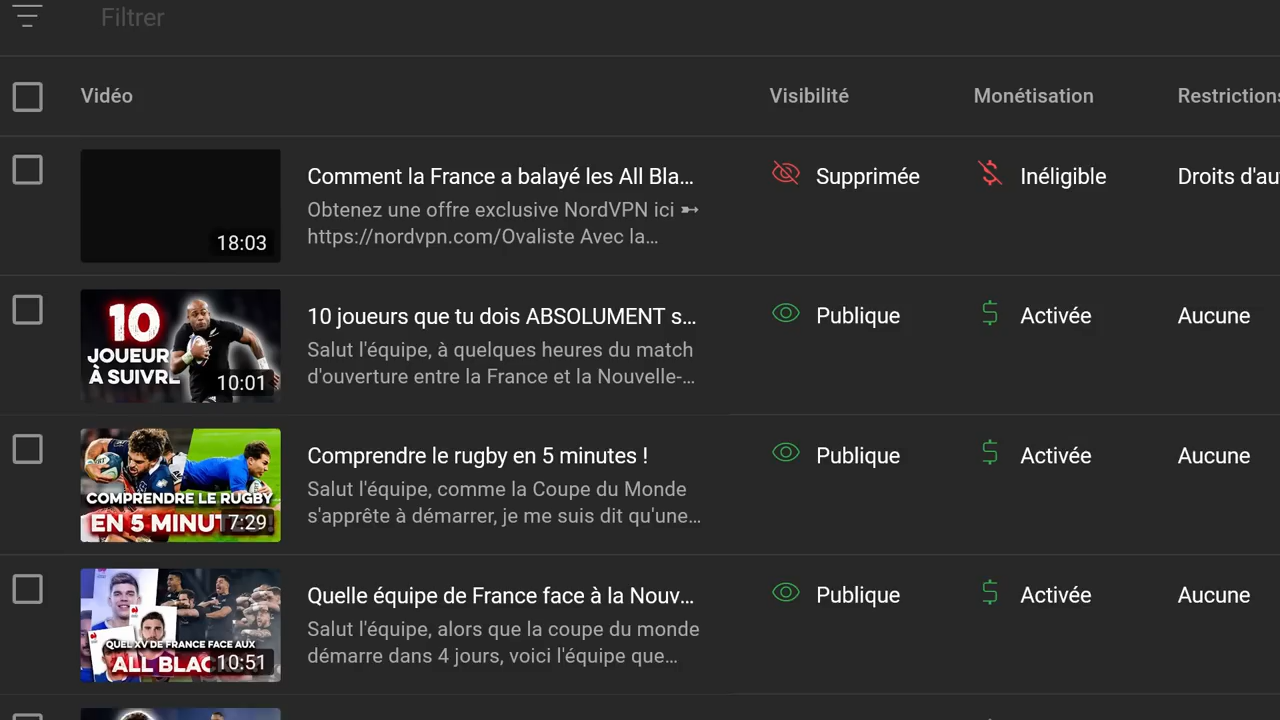 Filtrer
Vidéo Visibilité Monétisation Restrictions
Comment la France a balayé les All Bla... Supprimée Inéligible Droits d'au
Obtenez une offre exclusive NordVPN ici ➼
https://nordvpn.com/Ovaliste Avec la...
18:03
10 joueurs que tu dois ABSOLUMENT s... Publique Activée Aucune
Salut l'équipe, à quelques heures du match
d'ouverture entre la France et la Nouvelle-...
10
JOUEUR
À SUIVRE
10:01
Comprendre le rugby en 5 minutes ! Publique Activée Aucune
Salut l'équipe, comme la Coupe du Monde
s'apprête à démarrer, je me suis dit qu'une...
COMPRENDRE LE RUGBY
EN 5 MINUT
7:29
Quelle équipe de France face à la Nouv... Publique Activée Aucune
Salut l'équipe, alors que la coupe du monde
démarre dans 4 jours, voici l'équipe que...
QUEL XV DE FRANCE FACE AUX
ALL BLAC
10:51